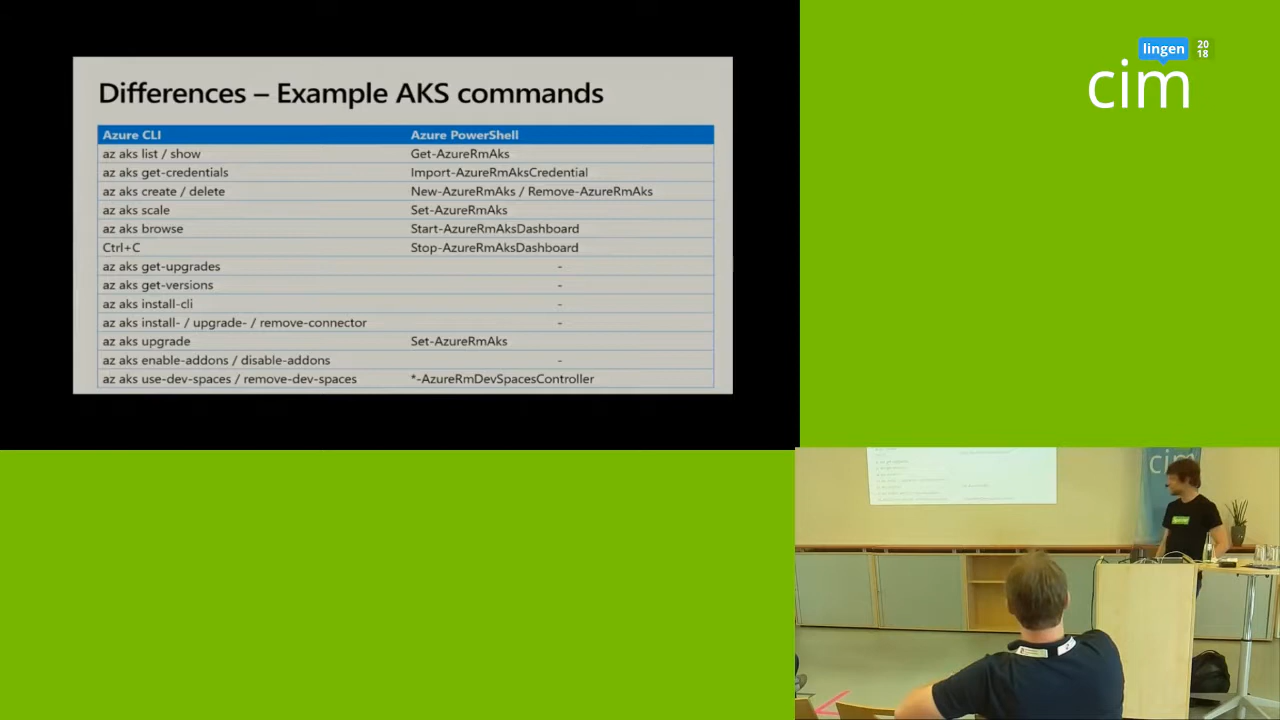 Differences – Example AKS commands
Azure CLI Azure PowerShell
az aks list / show Get-AzureRmAks
az aks get-credentials Import-AzureRmAksCredential
az aks create / delete New-AzureRmAks / Remove-AzureRmAks
az aks scale Set-AzureRmAks
az aks browse Start-AzureRmAksDashboard
Ctrl+C Stop-AzureRmAksDashboard
az aks get-upgrades -
az aks get-versions -
az aks install-cli -
az aks install- / upgrade- / remove-connector -
az aks upgrade Set-AzureRmAks
az aks enable-addons / disable-addons -
az aks use-dev-spaces / remove-dev-spaces *-AzureRmDevSpacesController
lingen 20
18
cim
cim